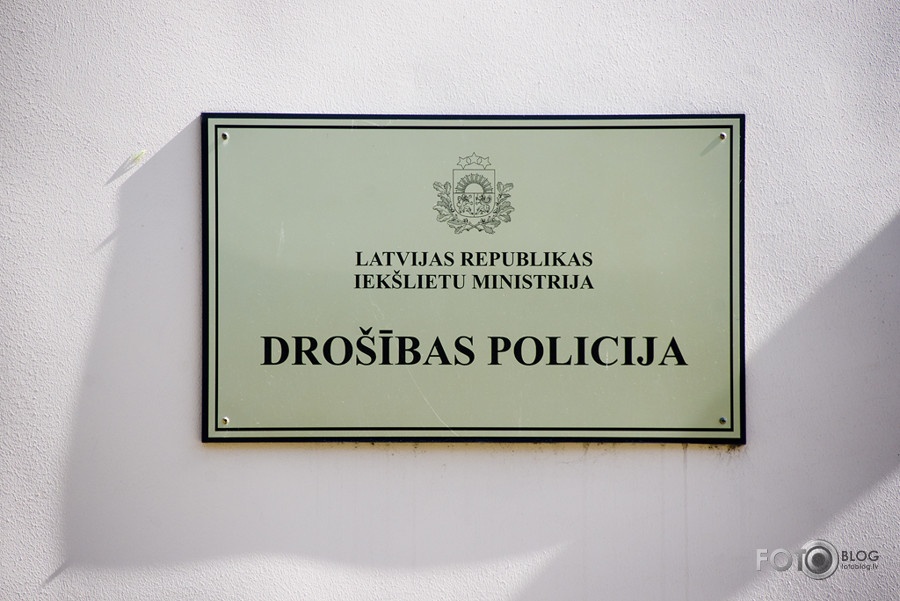 LATVIJAS REPUBLIKAS
IEKŠLIETU MINISTRIJA
DROŠĪBAS POLICIJA
FOTO BLOG
fotoblog.lv